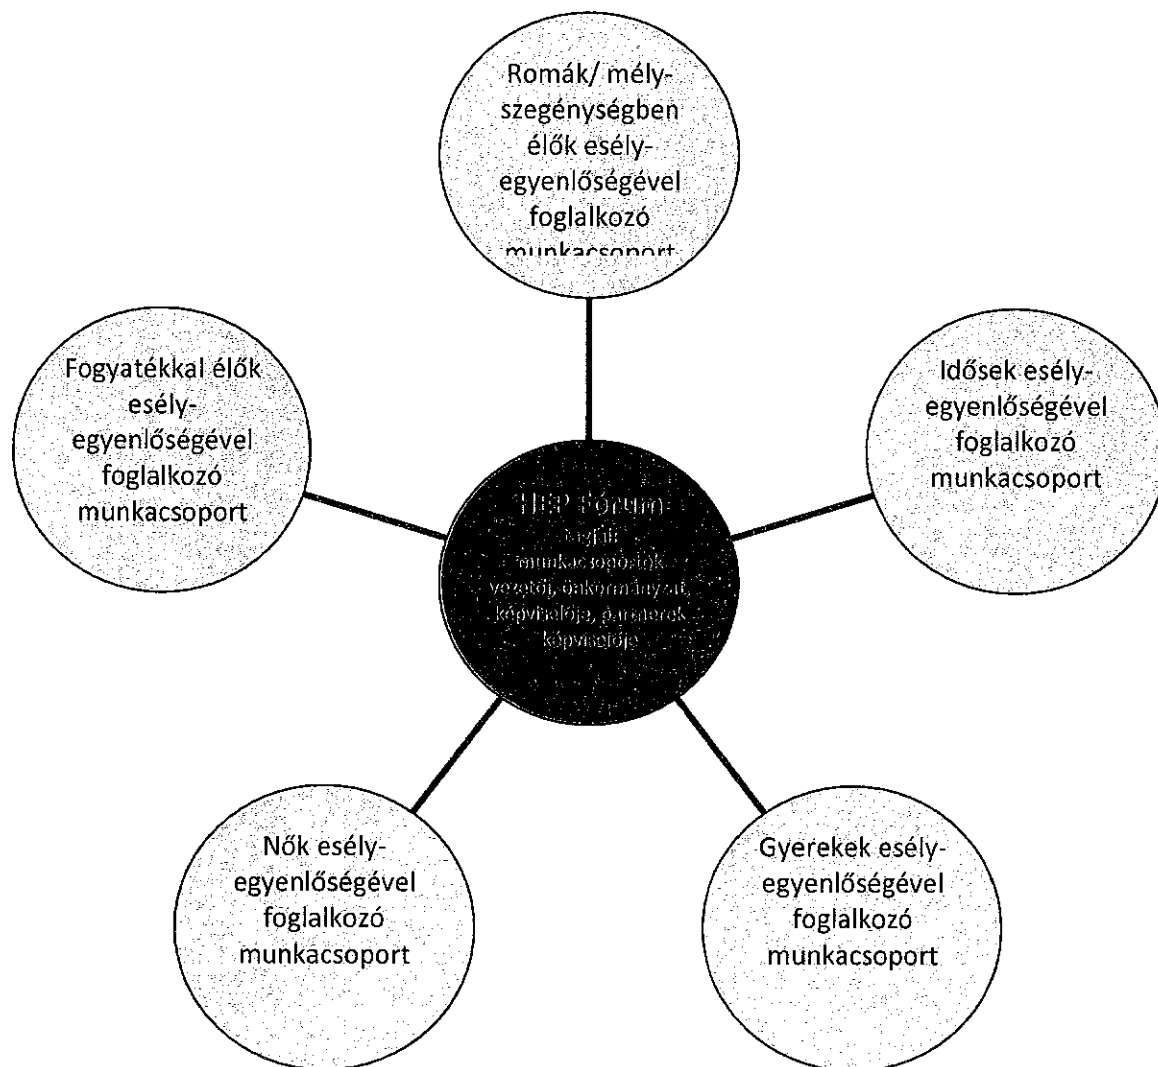 Romák/ mély-
szegénységben
élők esély-
egyenlőségével
foglalkozó
munkacsoport
Fogyatékkal élők
esély-
egyenlőségével
foglalkozó
munkacsoport
Idősek esély-
egyenlőségével
foglalkozó
munkacsoport
HEP Fórum
tagjai:
munkacsoportok
vezetői, önkormányzat
képviselője, partnerek
képviselője
Nők esély-
egyenlőségével
foglalkozó
munkacsoport
Gyerekek esély-
egyenlőségével
foglalkozó
munkacsoport